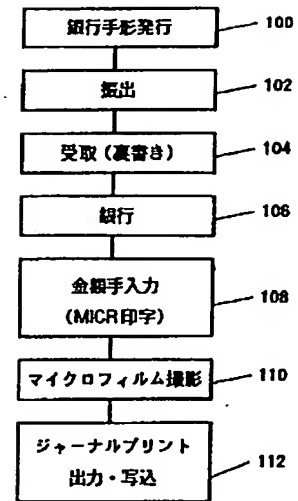 銀行手形発行
100
振出
102
受取（裏書き）
104
銀行
106
金額手入力
(MICR印字)
108
マイクロフィルム撮影
110
ジャーナルプリント
出力・写込
112